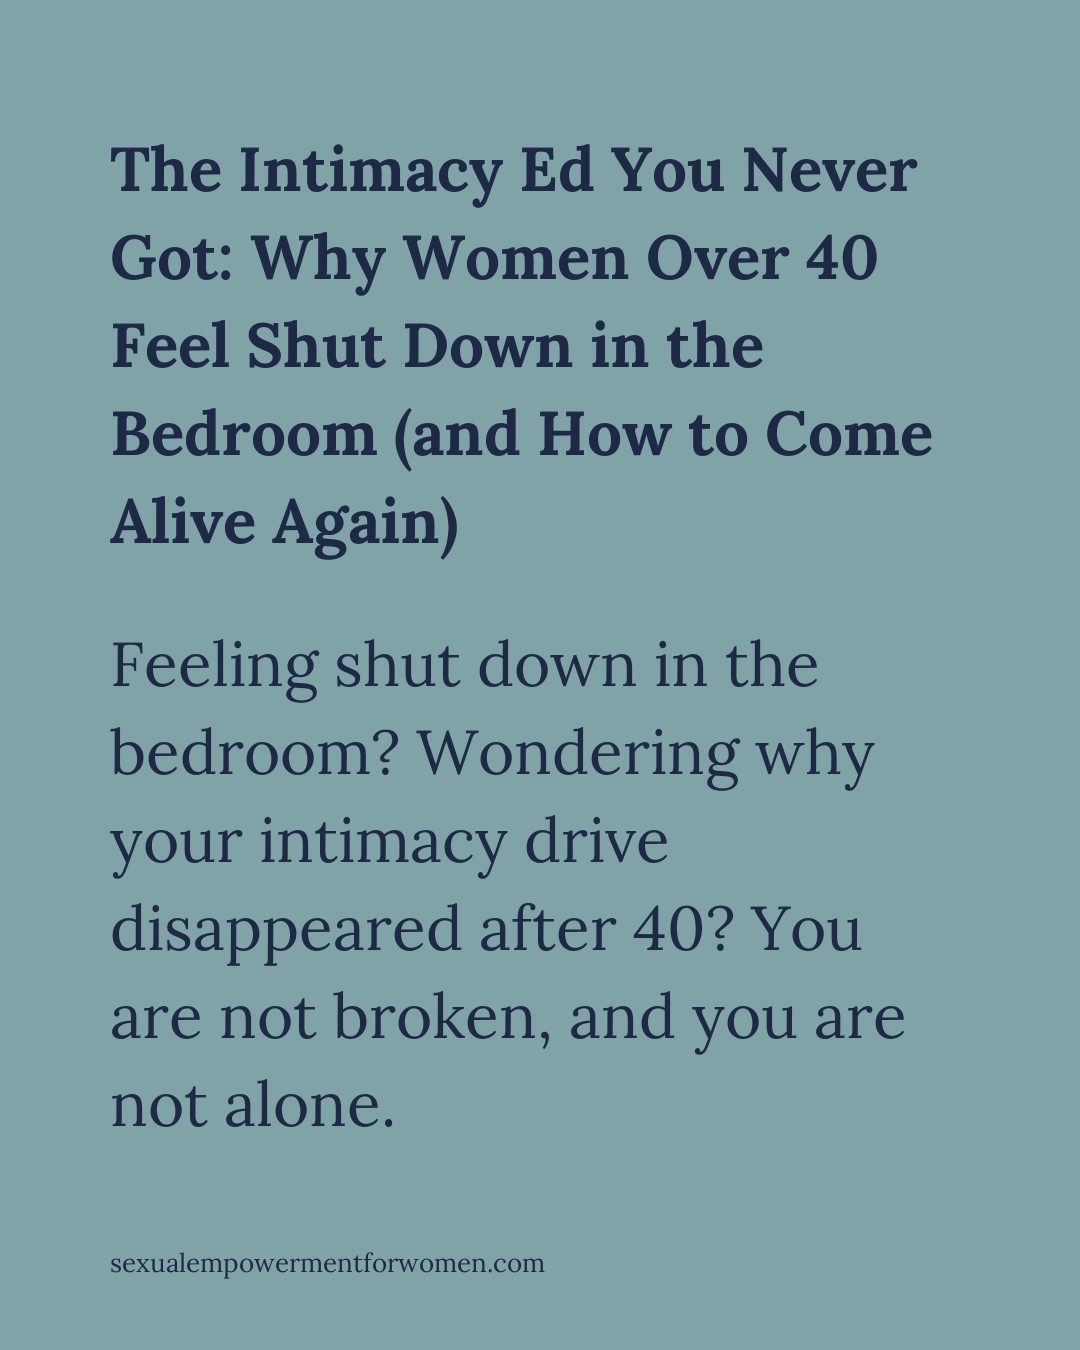 The Intimacy Ed You Never
Got: Why Women Over 40
Feel Shut Down in the
Bedroom (and How to Come
Alive Again)
Feeling shut down in the
bedroom? Wondering why
your intimacy drive
disappeared after 40? You
are not broken, and you are
not alone.
sexualempowermentforwomen.com